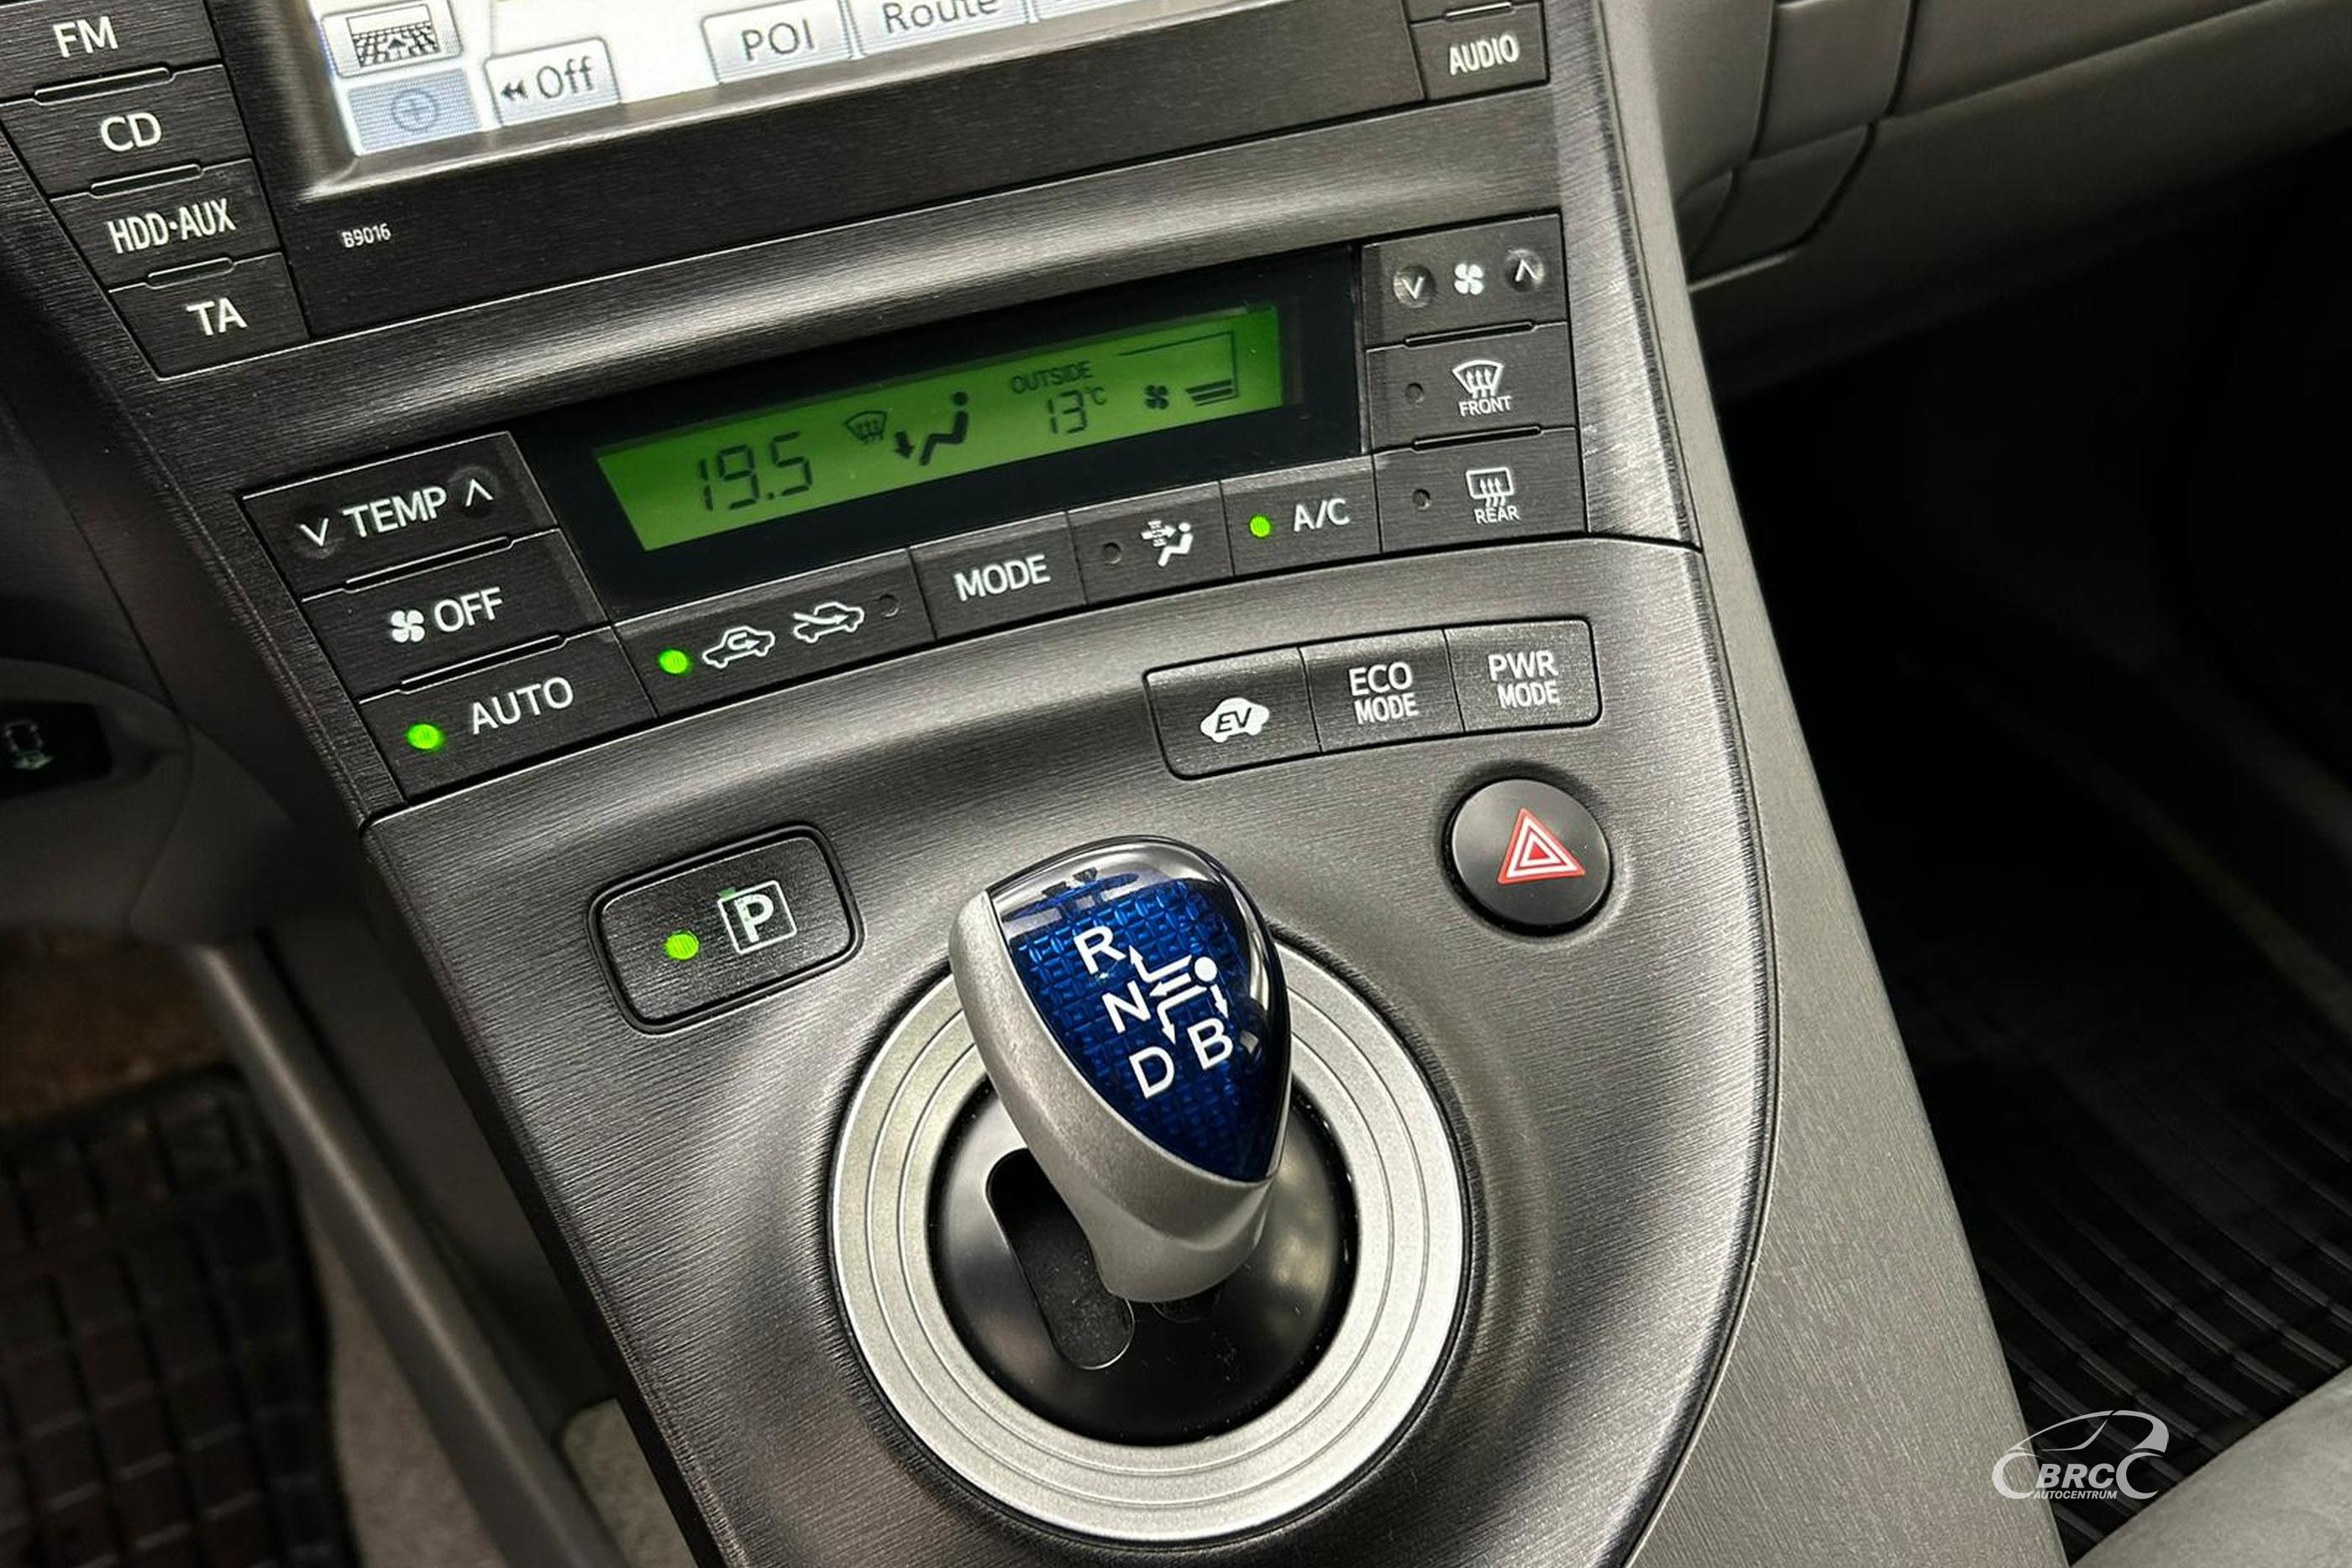 FM
CD
HDD•AUX
TA
Off
POI
Route
AUDIO
B9016
19.5
OUTSIDE
13°C
FRONT
REAR
TEMP
OFF
AUTO
MODE
A/C
EV
ECO
MODE
PWR
MODE
P
R
N
D B
BRC
AUTOCENTRUM